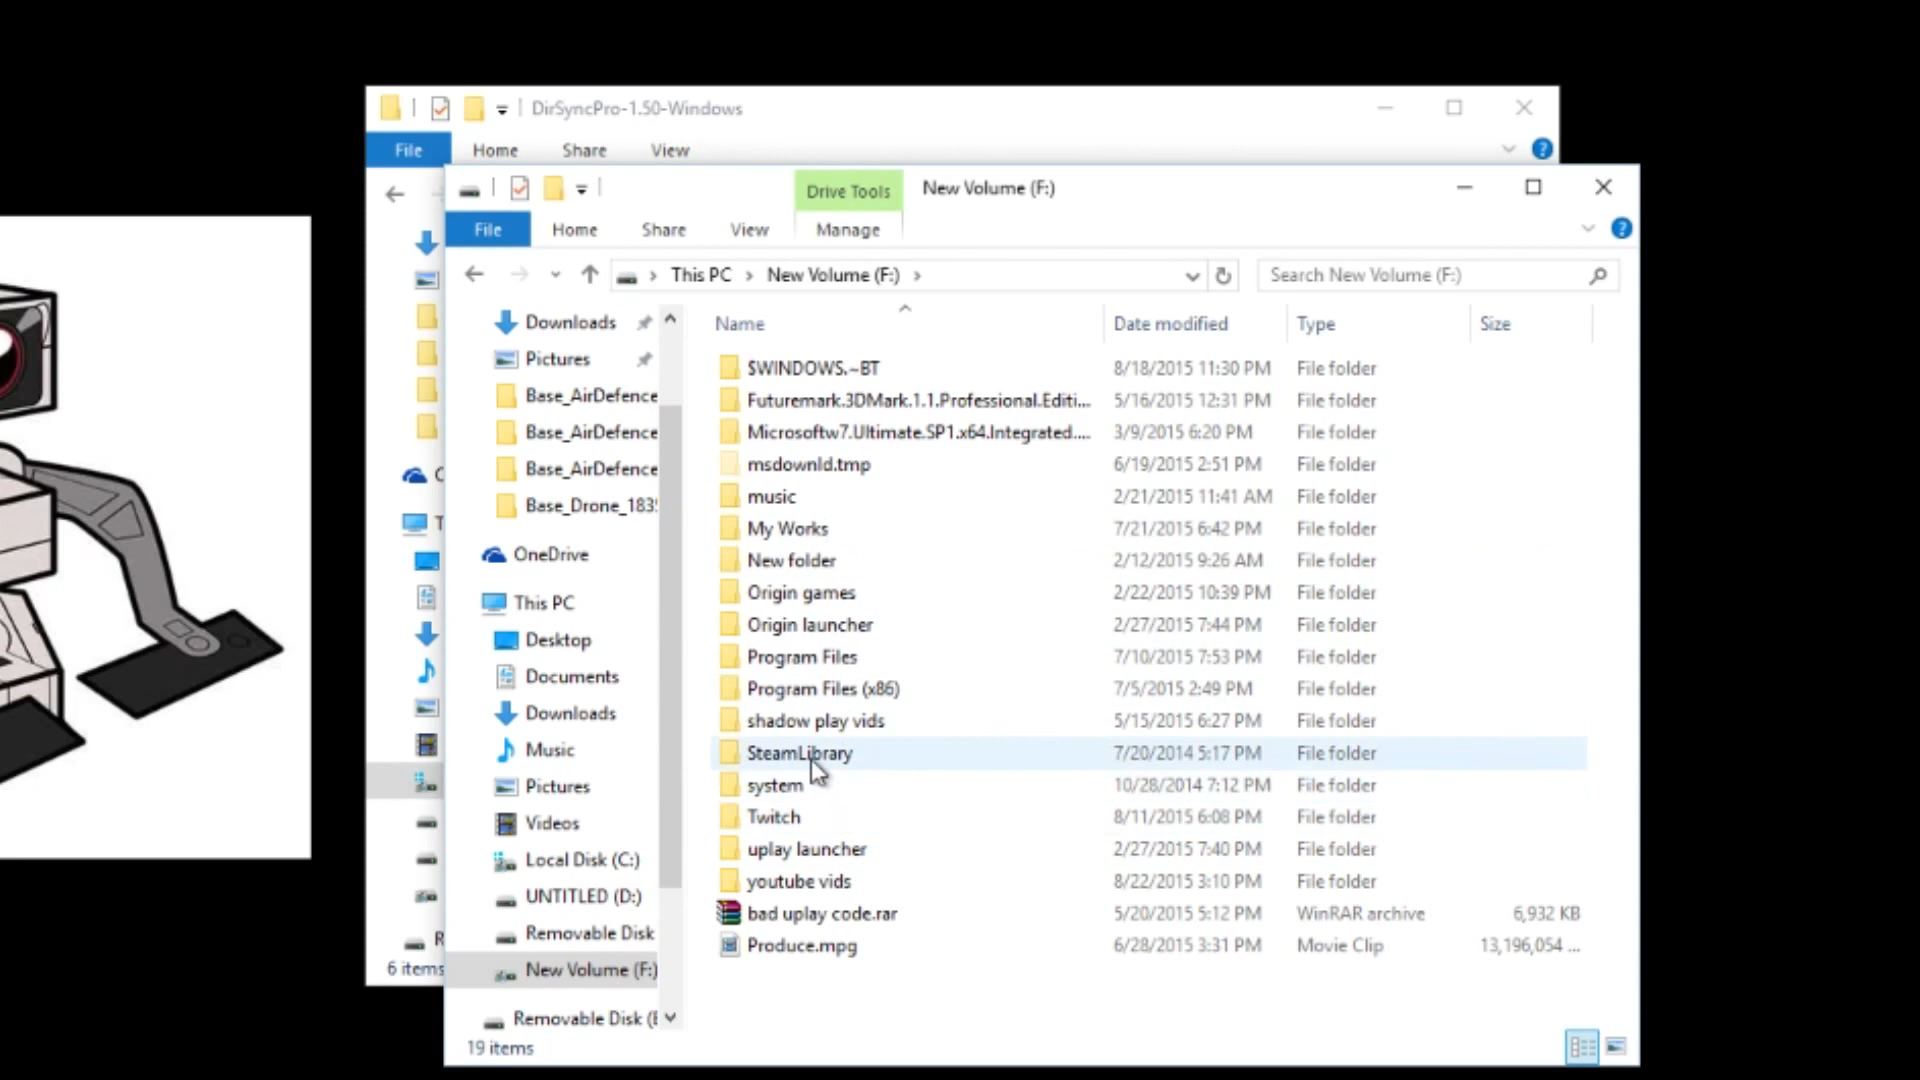 DirSyncPro-1.50-Windows
File Home Share View
Drive Tools New Volume (F:)
File Home Share View Manage
This PC New Volume (F:) Search New Volume (F:)
Name Date modified Type Size
Downloads
Pictures
Base_AirDefence
Base_AirDefence
Base_AirDefence
Base_Drone_183
OneDrive
This PC
Desktop
Documents
Downloads
Music
Pictures
Videos
Local Disk (C:)
UNTITLED (D:)
Removable Disk
New Volume (F:)
Removable Disk (
$WINDOWS.~BT 8/18/2015 11:30 PM File folder
Futuremark.3DMark.1.1.Professional.Editi... 5/16/2015 12:31 PM File folder
Microsoftw7.Ultimate.SP1.x64.Integrated.... 3/9/2015 6:20 PM File folder
msdownld.tmp 6/19/2015 2:51 PM File folder
music 2/21/2015 11:41 AM File folder
My Works 7/21/2015 6:42 PM File folder
New folder 2/12/2015 9:26 AM File folder
Origin games 2/22/2015 10:39 PM File folder
Origin launcher 2/27/2015 7:44 PM File folder
Program Files 7/10/2015 7:53 PM File folder
Program Files (x86) 7/5/2015 2:49 PM File folder
shadow play vids 5/15/2015 6:27 PM File folder
SteamLibrary 7/20/2014 5:17 PM File folder
system 10/28/2014 7:12 PM File folder
Twitch 8/11/2015 6:08 PM File folder
uplay launcher 2/27/2015 7:40 PM File folder
youtube vids 8/22/2015 3:10 PM File folder
bad uplay code.rar 5/20/2015 5:12 PM WinRAR archive 6,932 KB
Produce.mpg 6/28/2015 3:31 PM Movie Clip 13,196,054 ...
6 items
19 items